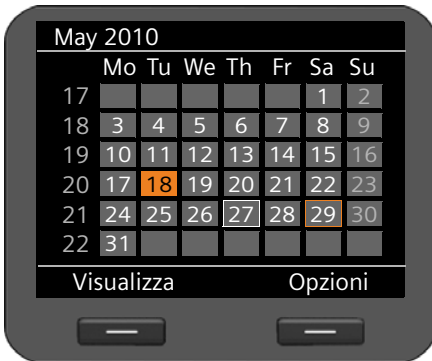 May 2010
Mo Tu We Th Fr Sa Su
17 1 2
18 3 4 5 6 7 8 9
19 10 11 12 13 14 15 16
20 17 18 19 20 21 22 23
21 24 25 26 27 28 29 30
22 31
Visualizza Opzioni